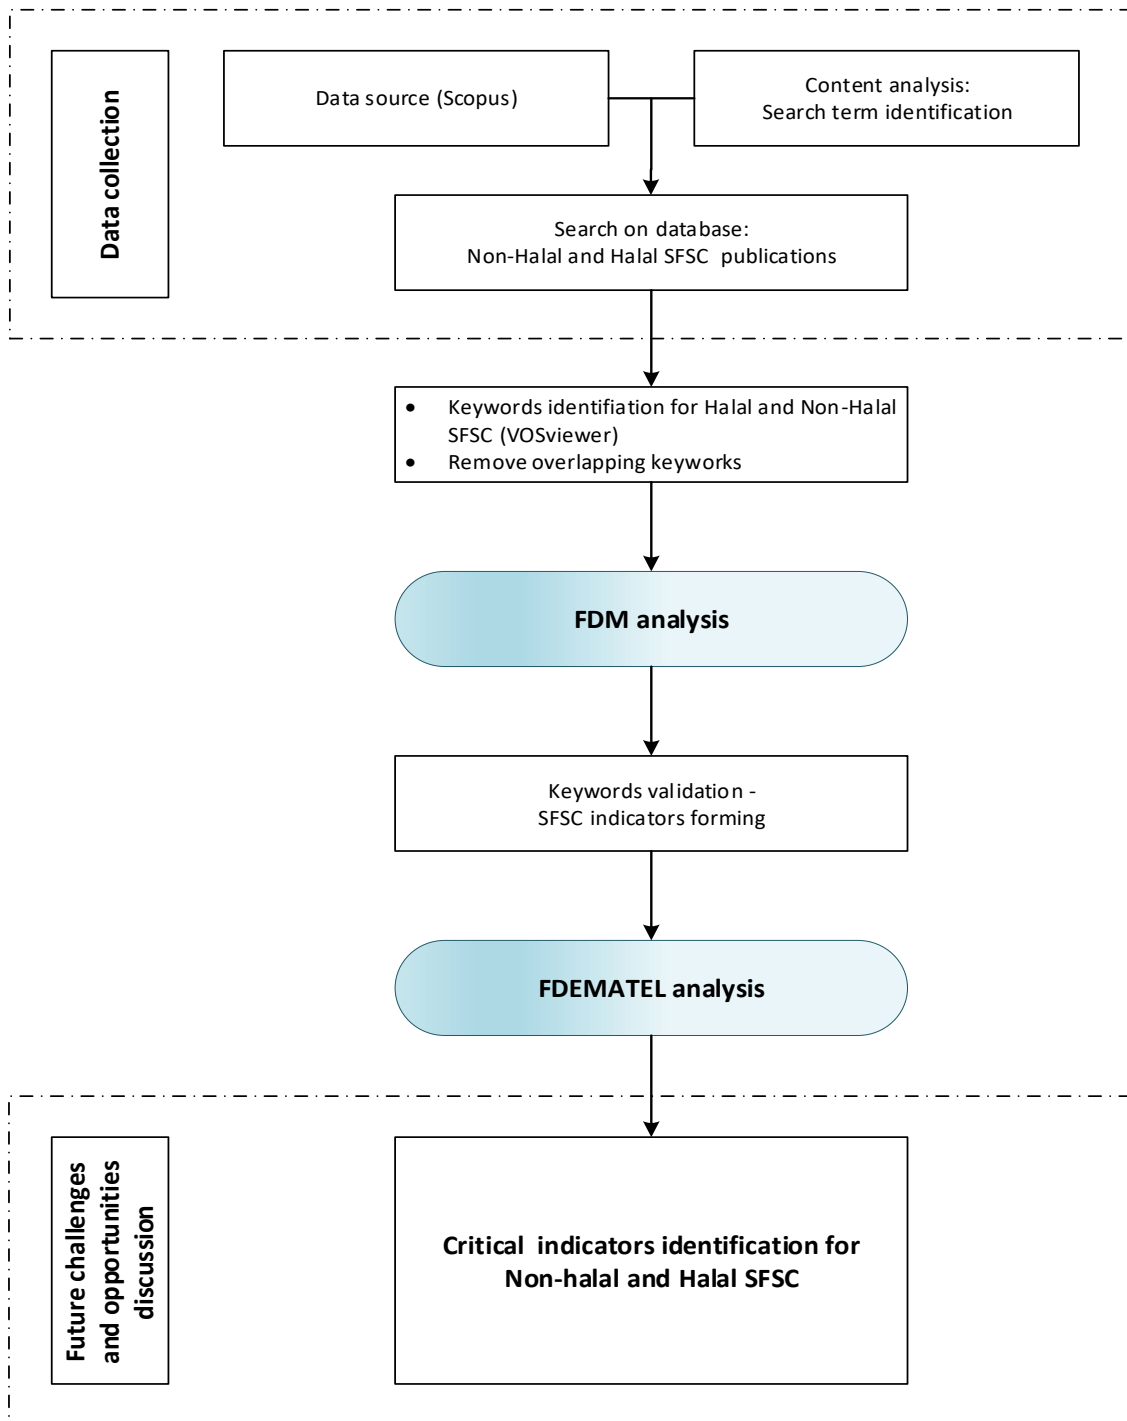 Data collection
Data source (Scopus)
Content analysis:
Search term identification
Search on database:
Non-Halal and Halal SFSC publications
• Keywords identifiation for Halal and Non-Halal
SFSC (VOSviewer)
• Remove overlapping keyworks
FDM analysis
Keywords validation -
SFSC indicators forming
FDEMATEL analysis
Future challenges
and opportunities
discussion
Critical indicators identification for
Non-halal and Halal SFSC